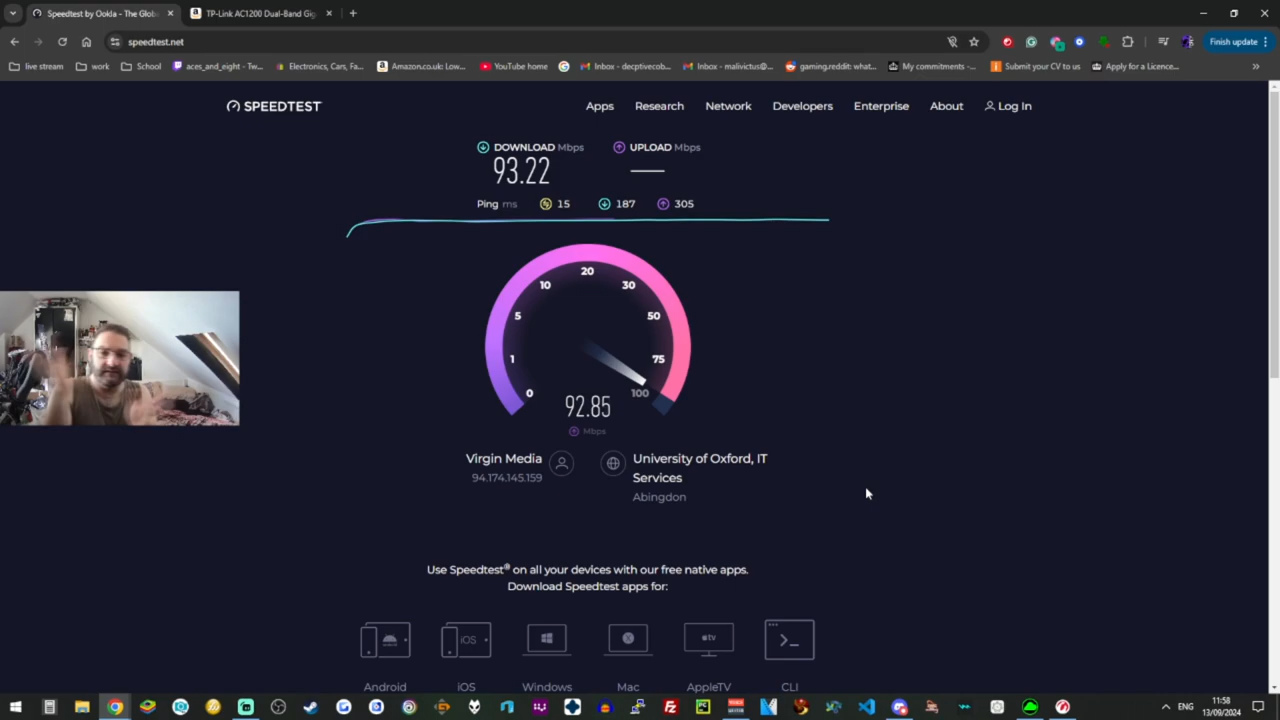 Speedtest by Ookla - The Glob
TP-Link AC1200 Dual-Band Gig
speedtest.net
Finish update
live stream
work
School
aces_and_eight - Tw...
Electronics, Cars, Fa...
Amazon.co.uk: Low...
YouTube home
Inbox - decptivecob...
Inbox - malivictus@...
gaming.reddit: what...
My commitments -...
Submit your CV to us
Apply for a Licence...
SPEEDTEST
Apps
Research
Network
Developers
Enterprise
About
Log In
DOWNLOAD Mbps
UPLOAD Mbps
93.22
Ping ms
15
187
305
20
10
30
5
50
1
75
0
100
92.85
Mbps
Virgin Media
94.174.145.159
University of Oxford, IT
Services
Abingdon
Use Speedtest® on all your devices with our free native apps.
Download Speedtest apps for:
iOS
tv
Android
iOS
Windows
Mac
AppleTV
CLI
ENG
11:58
13/09/2024